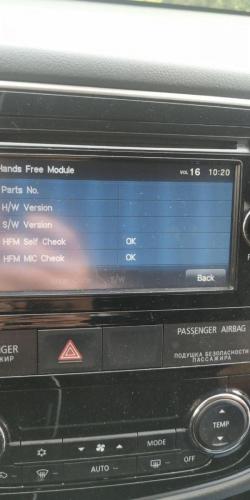 Hands Free Module VOL 16 10:20
Parts No.
H/W Version
S/W Version
HFM Self Check OK
HFM MIC Check OK
S/W
Back
PASSENGER AIRBAG
ПОДУШКА БЕЗОПАСНОСТИ
ПАССАЖИРА
MODE
TEMP
AUTO
OFF